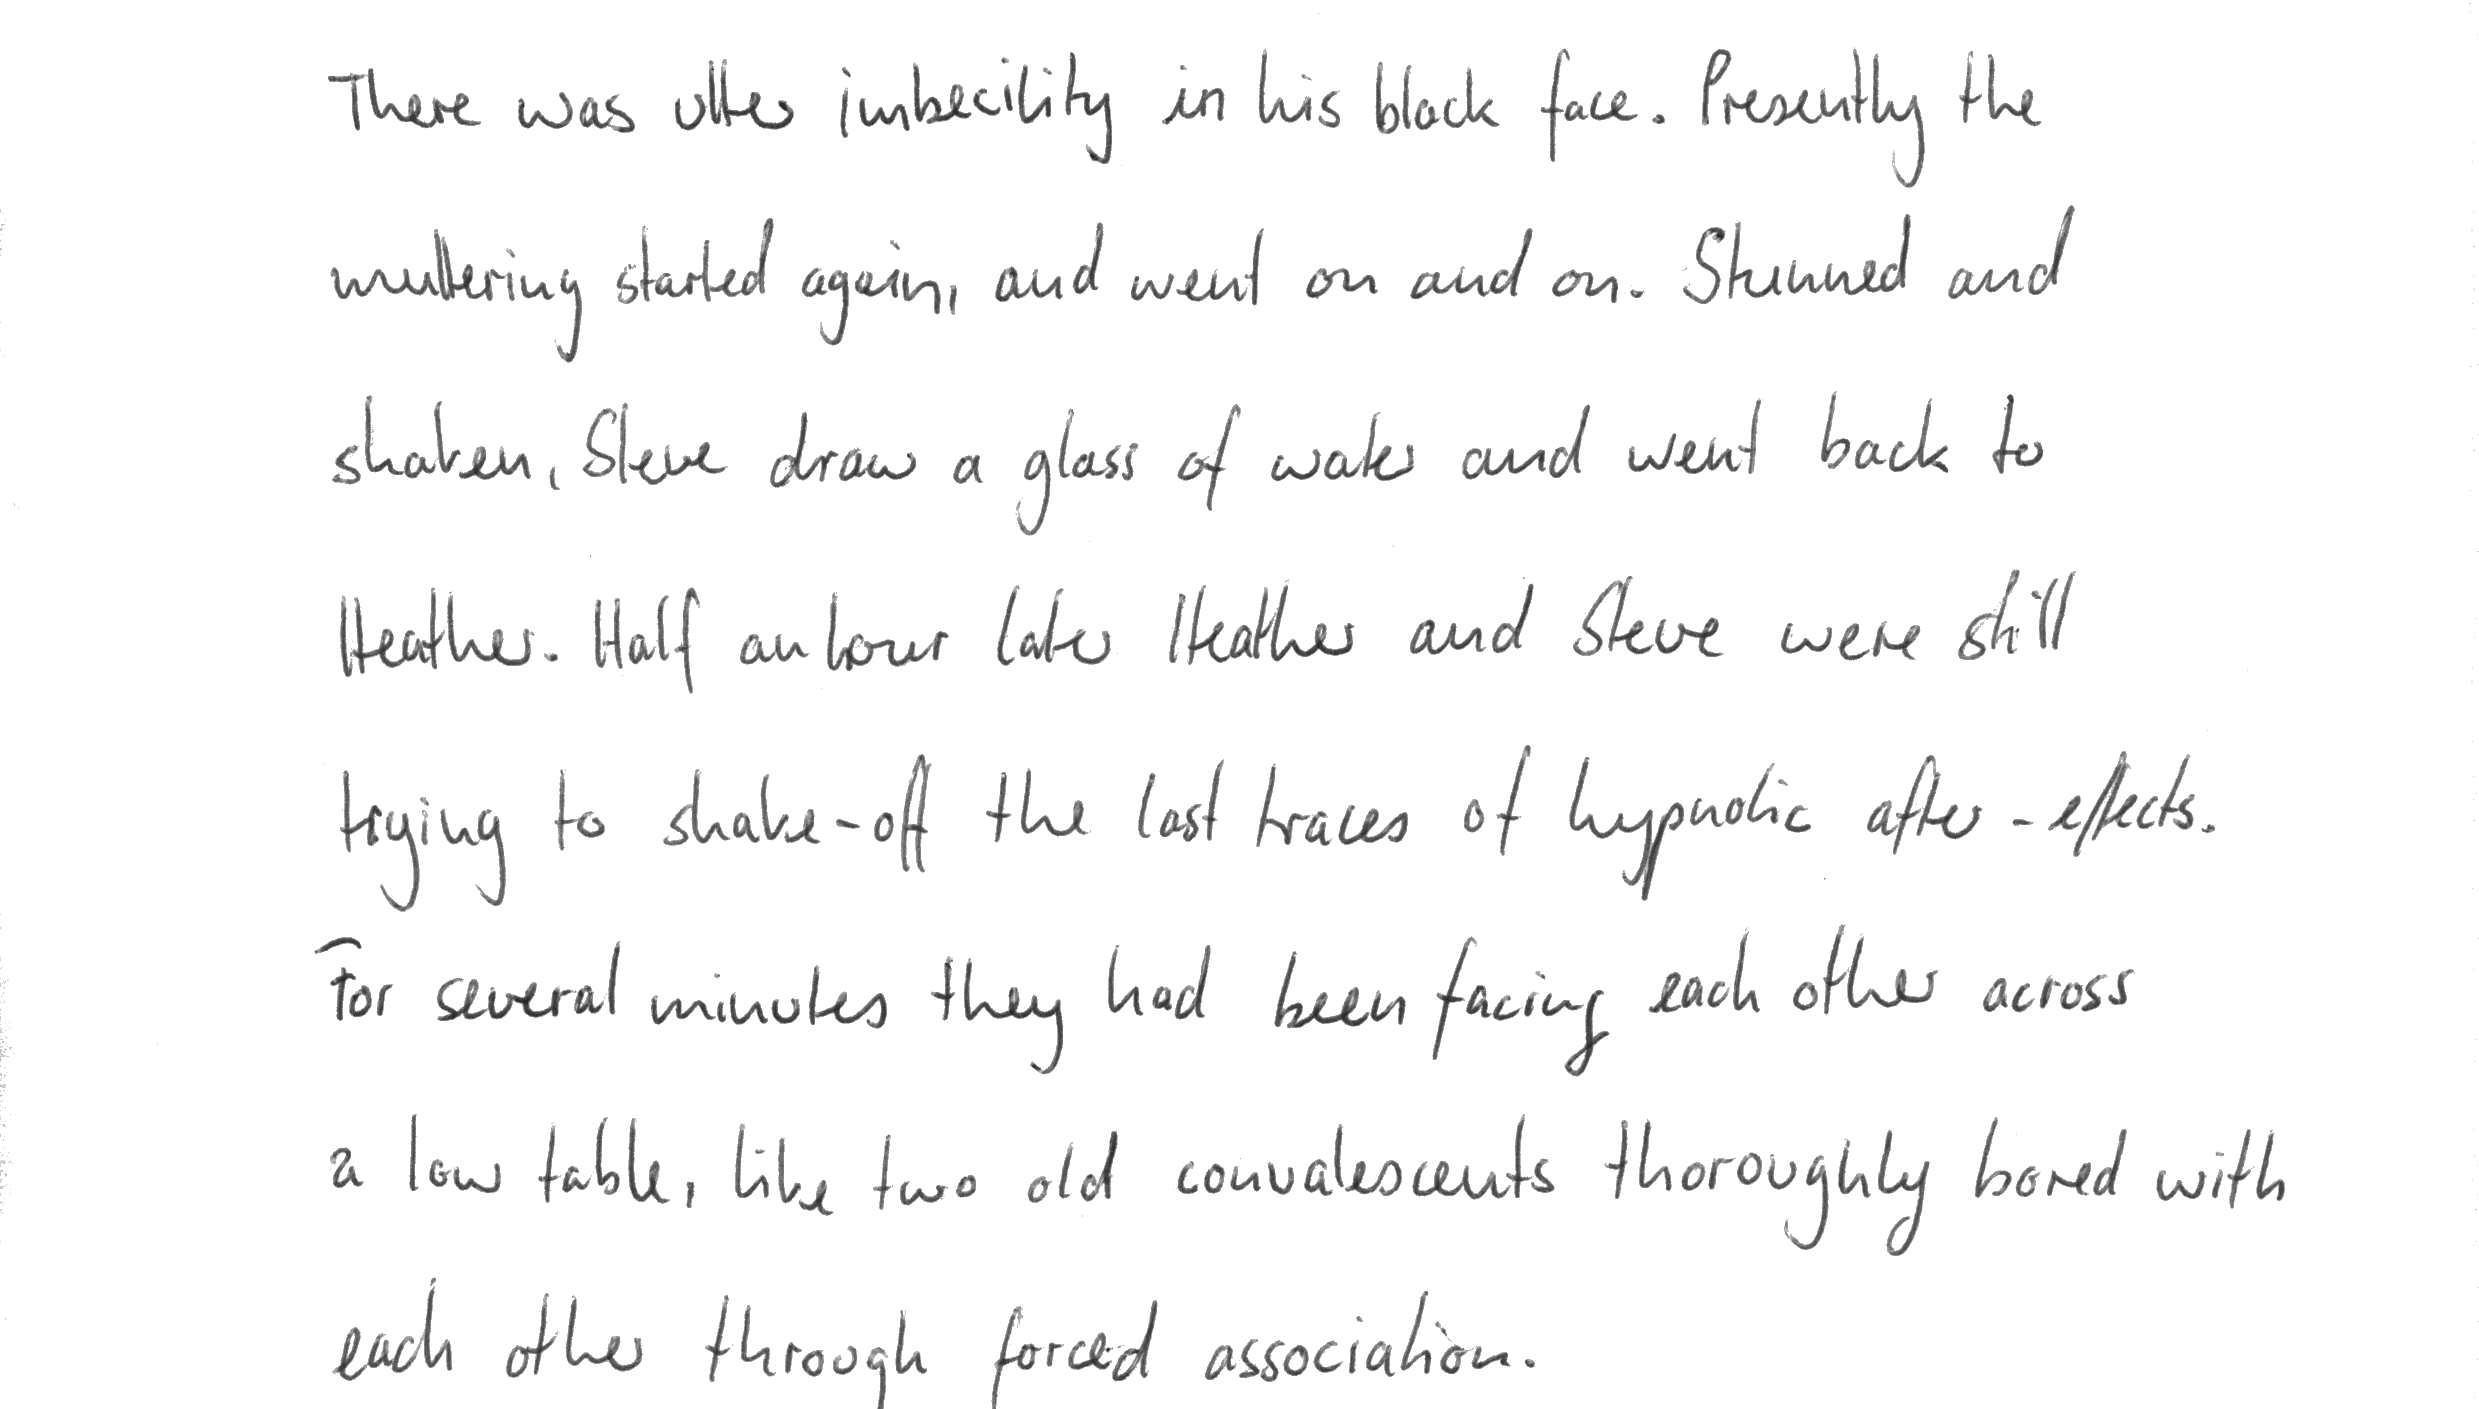 There was utter imbecility in his black face. Presently the
muttering started again, and went on and on. Stunned and
shaken, Steve draw a glass of water and went back to
Heather. Half an hour later Heather and Steve were still
trying to shake-off the last traces of hypnotic after-effects.
For several minutes they had been facing each other across
a low table, like two old convalescents thoroughly bored with
each other through forced association.